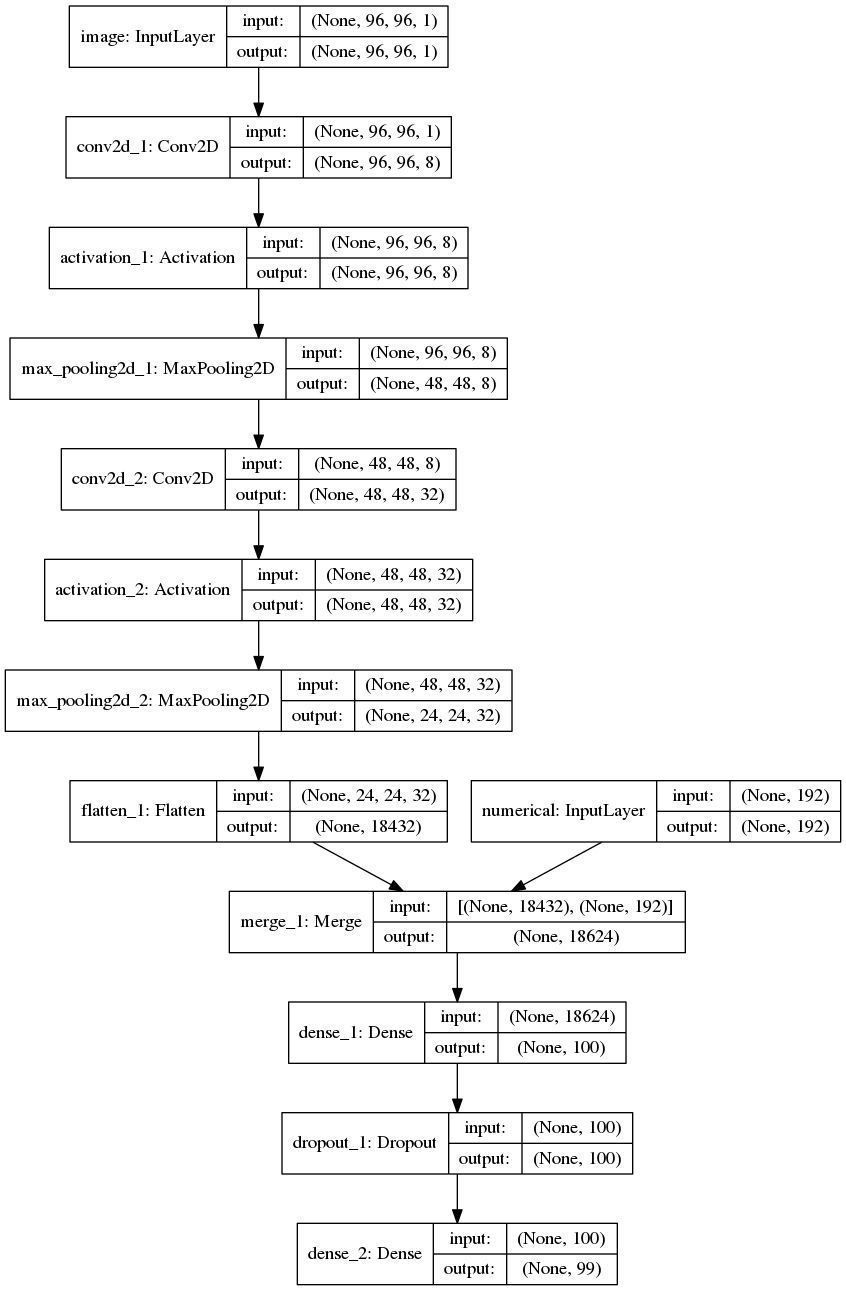 image: InputLayer
input: (None, 96, 96, 1)
output: (None, 96, 96, 1)
conv2d_1: Conv2D
input: (None, 96, 96, 1)
output: (None, 96, 96, 8)
activation_1: Activation
input: (None, 96, 96, 8)
output: (None, 96, 96, 8)
max_pooling2d_1: MaxPooling2D
input: (None, 96, 96, 8)
output: (None, 48, 48, 8)
conv2d_2: Conv2D
input: (None, 48, 48, 8)
output: (None, 48, 48, 32)
activation_2: Activation
input: (None, 48, 48, 32)
output: (None, 48, 48, 32)
max_pooling2d_2: MaxPooling2D
input: (None, 48, 48, 32)
output: (None, 24, 24, 32)
flatten_1: Flatten
input: (None, 24, 24, 32)
output: (None, 18432)
numerical: InputLayer
input: (None, 192)
output: (None, 192)
merge_1: Merge
input: [(None, 18432), (None, 192)]
output: (None, 18624)
dense_1: Dense
input: (None, 18624)
output: (None, 100)
dropout_1: Dropout
input: (None, 100)
output: (None, 100)
dense_2: Dense
input: (None, 100)
output: (None, 99)